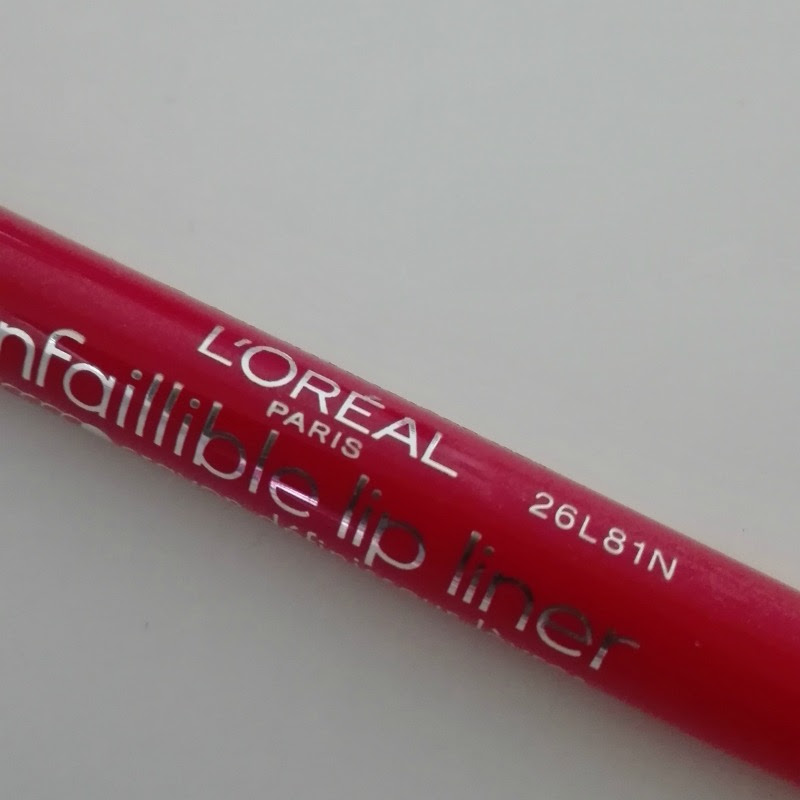 L'ORÉAL
PARIS
26L81N
nfaillible lip liner